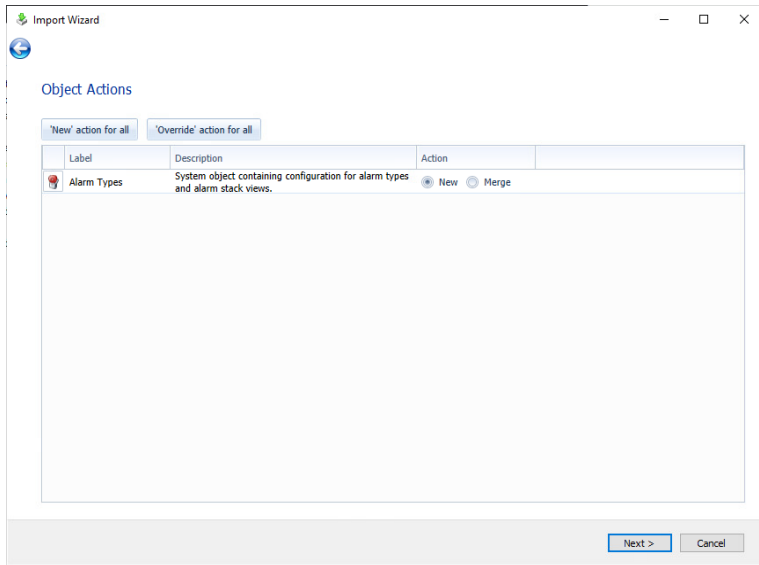 Import Wizard
Object Actions
'New' action for all 'Override' action for all
Label Description Action
Alarm Types System object containing configuration for alarm types and alarm stack views. New Merge
Next > Cancel